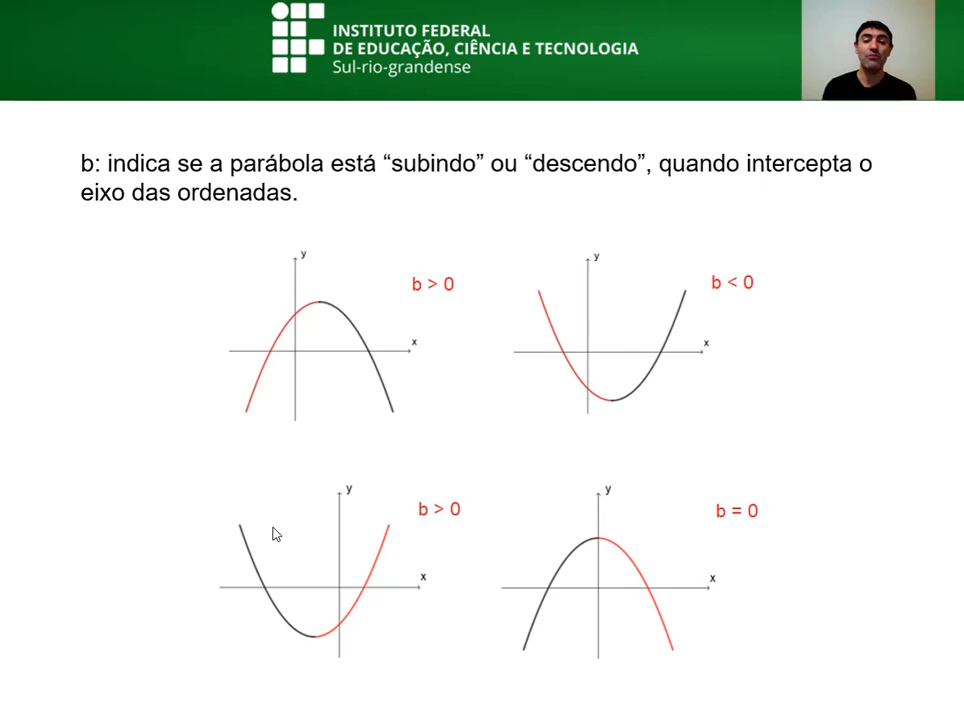 INSTITUTO FEDERAL
DE EDUCAÇÃO, CIÊNCIA E TECNOLOGIA
Sul-rio-grandense
b: indica se a parábola está “subindo” ou “descendo”, quando intercepta o
eixo das ordenadas.
y
b > 0
x
y
b < 0
x
y
b > 0
x
y
b = 0
x